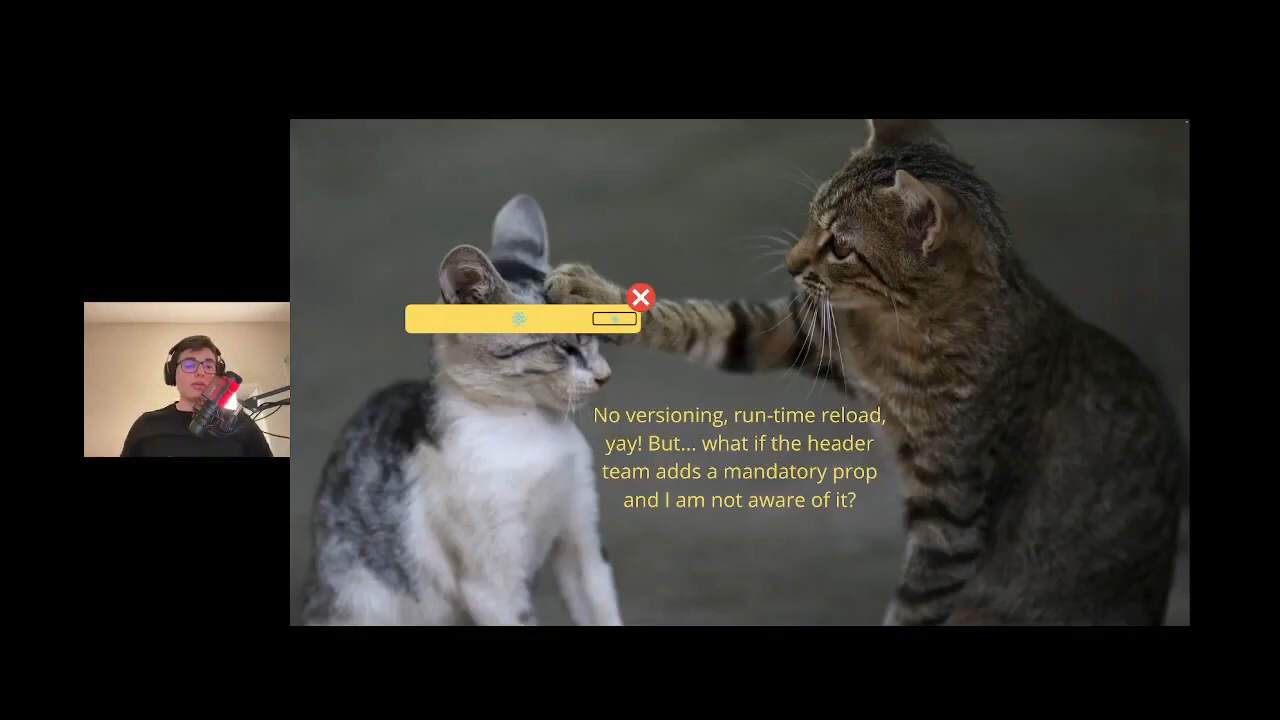 No versioning, run-time reload,
yay! But... what if the header
team adds a mandatory prop
and I am not aware of it?